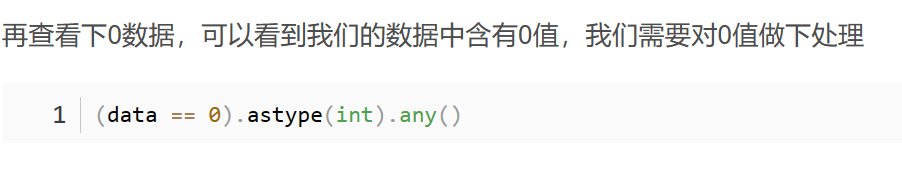 再查看下0数据，可以看到我们的数据中含有0值，我们需要对0值做下处理
1 (data == 0).astype(int).any()